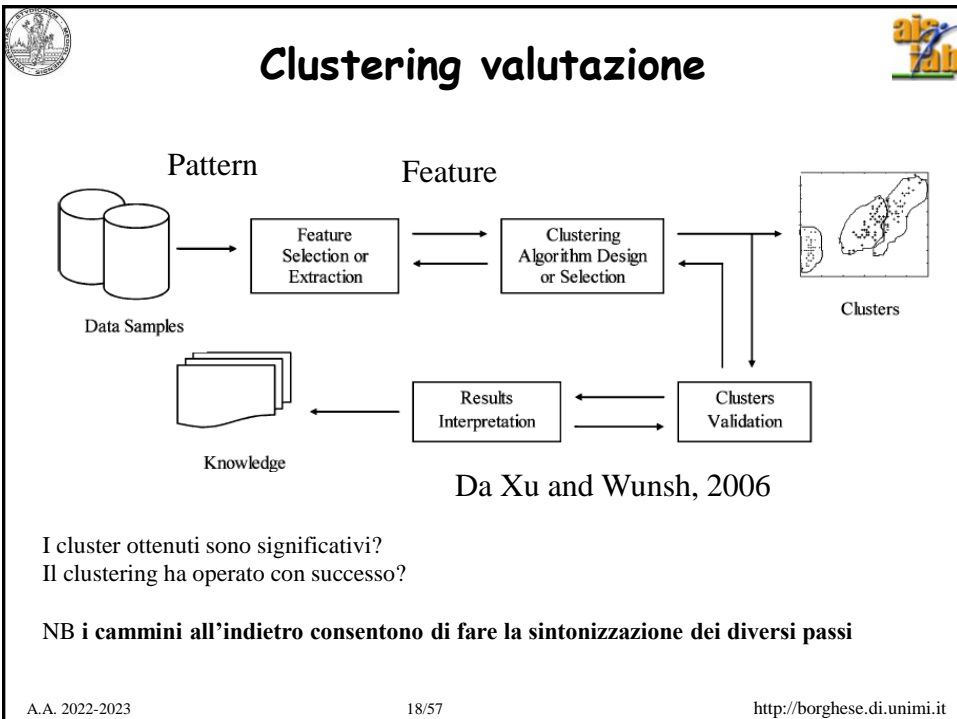 Clustering valutazione
ais
lab
Pattern
Feature
Feature
Selection or
Extraction
Clustering
Algorithm Design
or Selection
Clusters
Data Samples
Results
Interpretation
Clusters
Validation
Knowledge
Da Xu and Wunsh, 2006
I cluster ottenuti sono significativi?
Il clustering ha operato con successo?
NB i cammini all'indietro consentono di fare la sintonizzazione dei diversi passi
A.A. 2022-2023
18/57
http://borghese.di.unimi.it